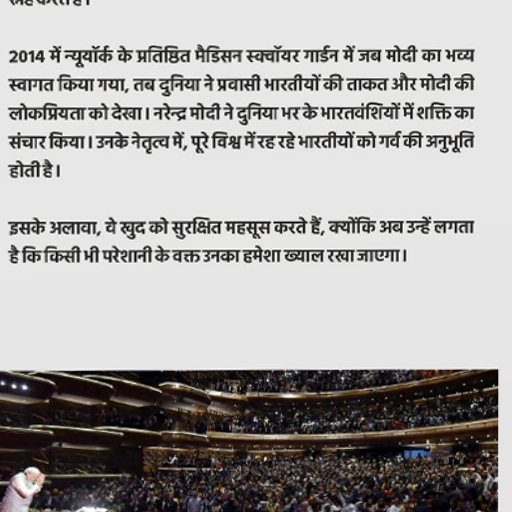 स्नेह करते हैं।
2014 में न्यूयॉर्क के प्रतिष्ठित मैडिसन स्क्वॉयर गार्डन में जब मोदी का भव्य
स्वागत किया गया, तब दुनिया ने प्रवासी भारतीयों की ताकत और मोदी की
लोकप्रियता को देखा। नरेन्द्र मोदी ने दुनिया भर के भारतवंशियों में शक्ति का
संचार किया। उनके नेतृत्व में, पूरे विश्व में रह रहे भारतीयों को गर्व की अनुभूति
होती है।
इसके अलावा, वे खुद को सुरक्षित महसूस करते हैं, क्योंकि अब उन्हें लगता
है कि किसी भी परेशानी के वक्त उनका हमेशा ख्याल रखा जाएगा।